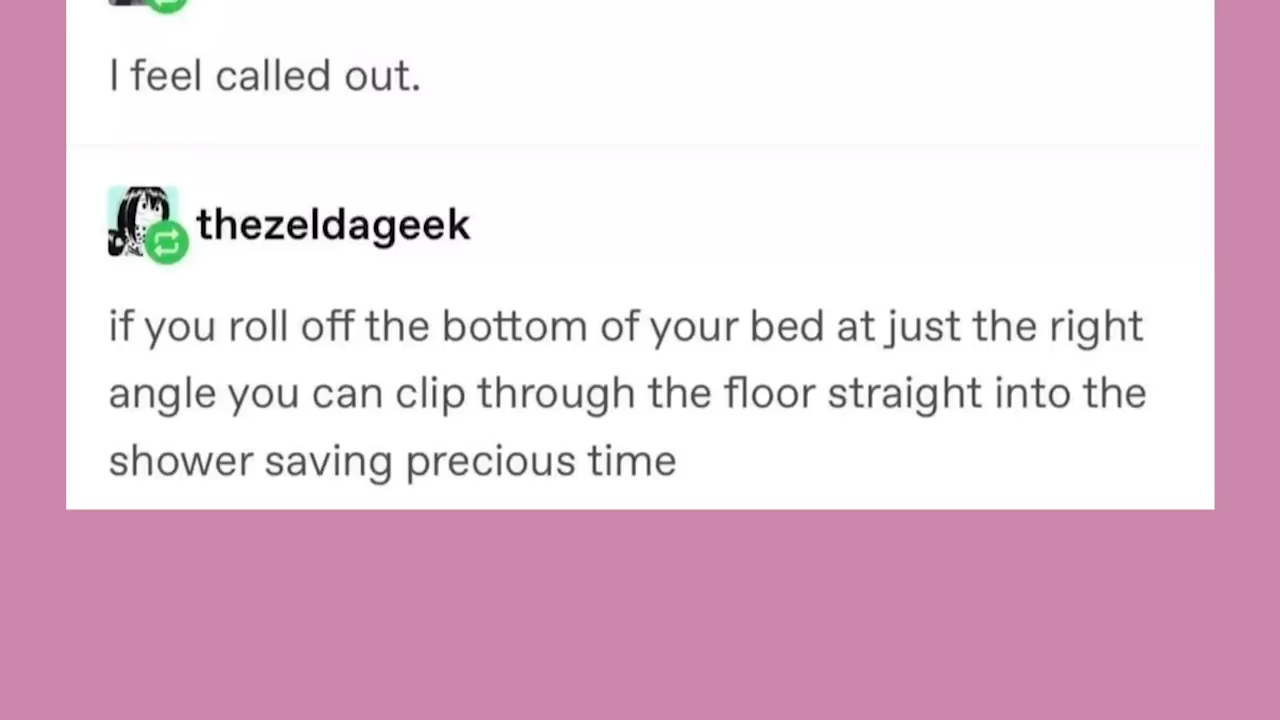 I feel called out.
thezeldageek
if you roll off the bottom of your bed at just the right
angle you can clip through the floor straight into the
shower saving precious time